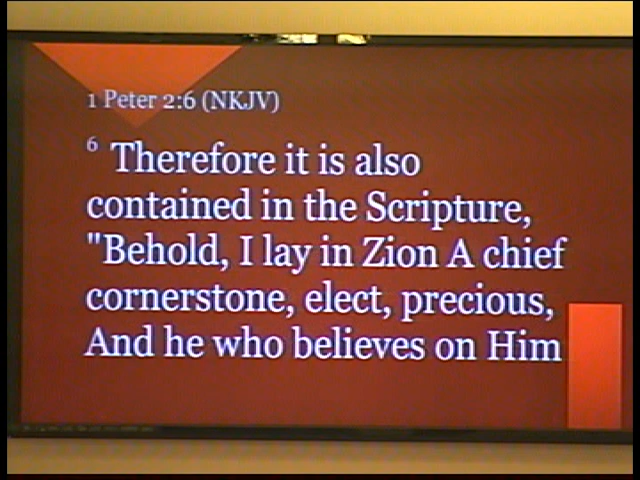 1 Peter 2:6 (NKJV)
6 Therefore it is also
contained in the Scripture,
"Behold, I lay in Zion A chief
cornerstone, elect, precious,
And he who believes on Him